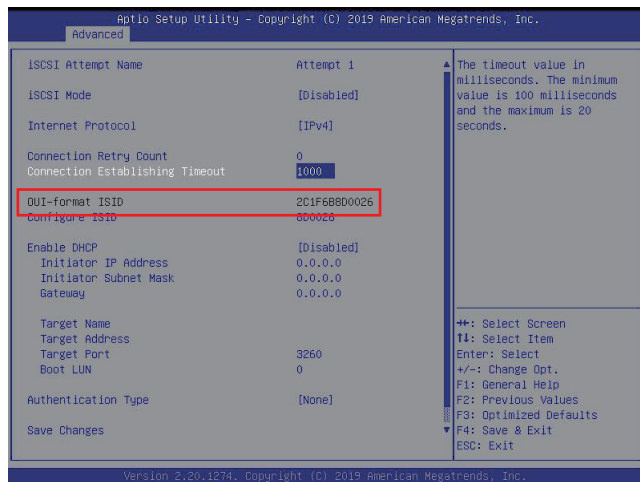 Aptio Setup Utility – Copyright (C) 2019 American Megatrends, Inc.
Advanced
iSCSI Attempt Name Attempt 1
iSCSI Mode [Disabled]
Internet Protocol [IPv4]
Connection Retry Count 0
Connection Establishing Timeout 1000
OUI-format ISID 2C1F6B8D0026
Configure ISID 8D0026
Enable DHCP [Disabled]
Initiator IP Address 0.0.0.0
Initiator Subnet Mask 0.0.0.0
Gateway 0.0.0.0
Target Name
Target Address
Target Port 3260
Boot LUN 0
Authentication Type [None]
Save Changes
The timeout value in
milliseconds. The minimum
value is 100 milliseconds
and the maximum is 20
seconds.
→←: Select Screen
↑↓: Select Item
Enter: Select
+/-: Change Opt.
F1: General Help
F2: Previous Values
F3: Optimized Defaults
F4: Save & Exit
ESC: Exit
Version 2.20.1274. Copyright (C) 2019 American Megatrends, Inc.